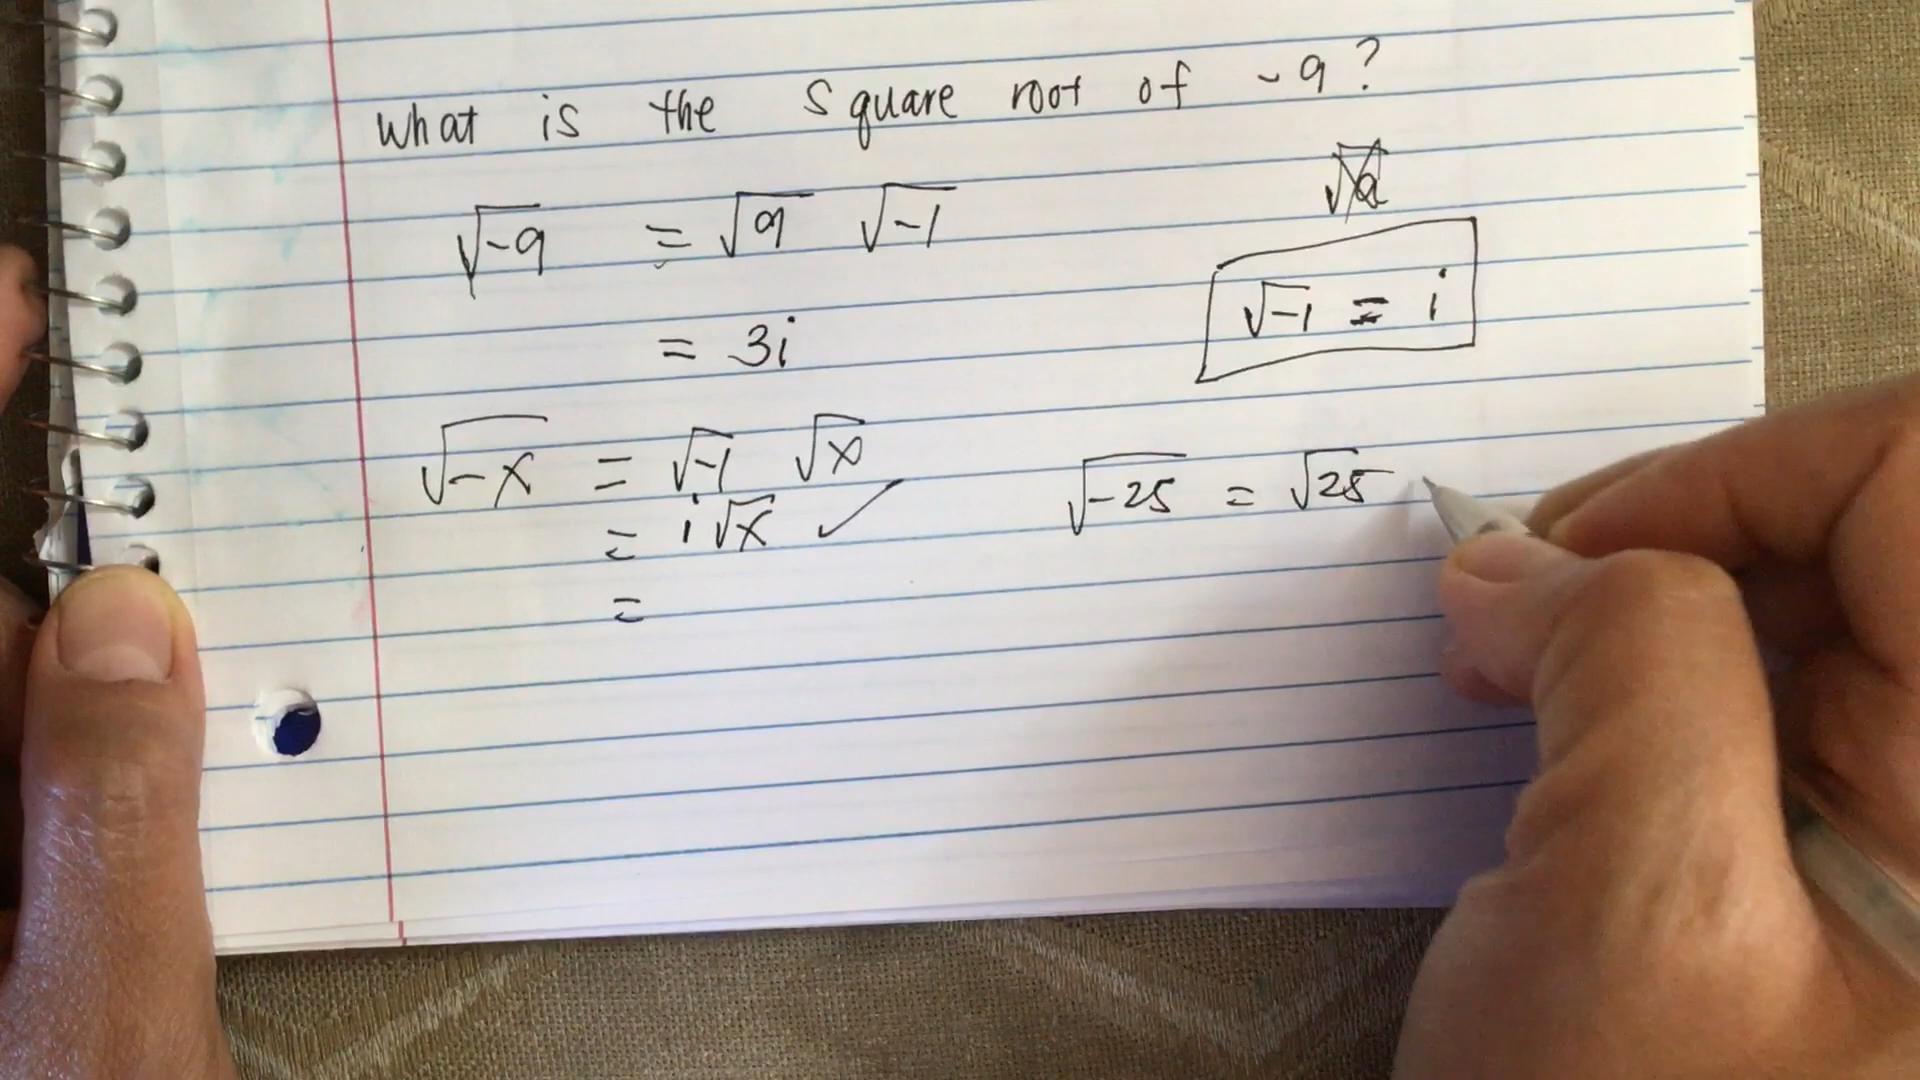 What is the square root of -9?
√-9 = √9 √-1
= 3i
√-1 = i
√-x = √-1 √x
= i√x ✓
=
√-25 = √25